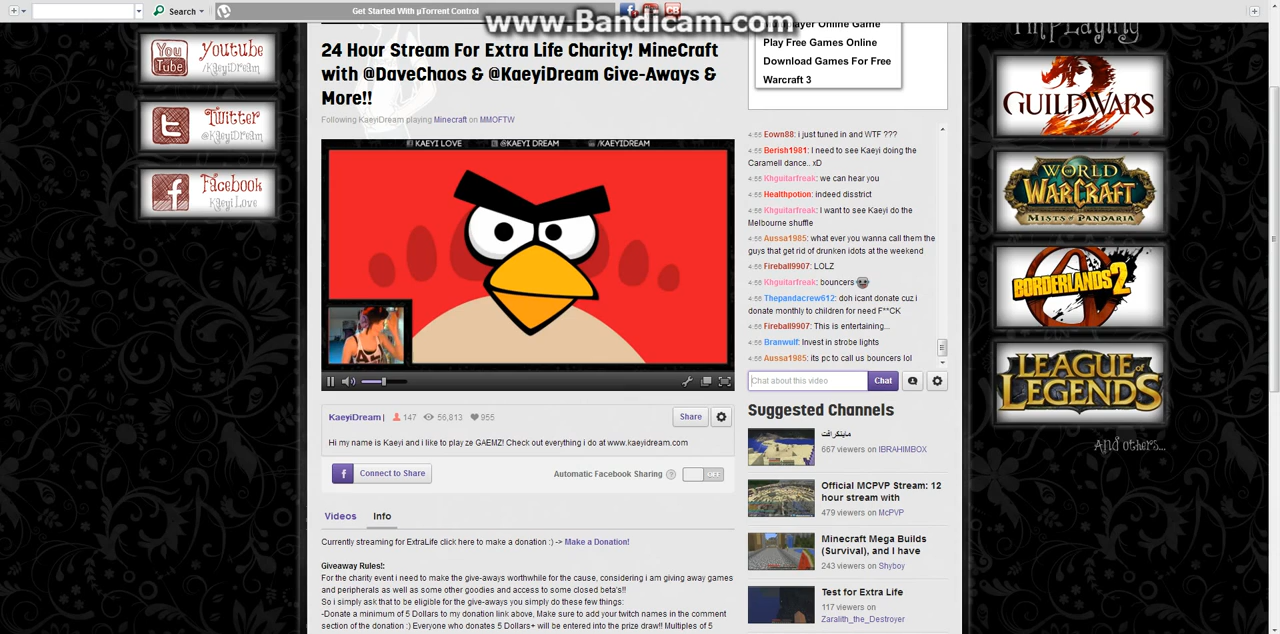 Search
Get Started With µTorrent Control
www.Bandicam.com
You Tube
Youtube
/KaeyiDream
Twitter
@KaeyiDream
Facebook
Kaeyi.Love
24 Hour Stream For Extra Life Charity! MineCraft
with @DaveChaos & @KaeyiDream Give-Aways &
More!!
Following KaeyiDream playing Minecraft on MMOFTW
KAEYI LOVE
@KAEYI DREAM
/KAEYIDREAM
KaeyiDream |
147
56,813
955
Share
Hi my name is Kaeyi and i like to play ze GAEMZ! Check out everything i do at www.kaeyidream.com
Connect to Share
Automatic Facebook Sharing
OFF
Videos
Info
Currently streaming for ExtraLife click here to make a donation :) -> Make a Donation!
Giveaway Rules!:
For the charity event i need to make the give-aways worthwhile for the cause, considering i am giving away games
and peripherals as well as some other goodies and access to some closed beta's!!
So i simply ask that to be eligible for the give-aways you simply do these few things:
-Donate a minimum of 5 Dollars to my donation link above, Make sure to add your twitch names in the comment
section of the donation :) Everyone who donates 5 Dollars+ will be entered into the prize draw!! Multiples of 5
Online Game
Play Free Games Online
Download Games For Free
Warcraft 3
4:55 Eown88: i just tuned in and WTF ???
4:55 Berish1981: I need to see Kaeyi doing the
Caramell dance.. xD
4:55 Khguitarfreak: we can hear you
4:55 Healthpotion: indeed disstrict
4:55 Khguitarfreak: I want to see Kaeyi do the
Melbourne shuffle
4:55 Aussa1985: what ever you wanna call them the
guys that get rid of drunken idots at the weekend
4:55 Fireball9907: LOLZ
4:55 Khguitarfreak: bouncers
4:55 Thepandacrew612: doh icant donate cuz i
donate monthly to children for need F**CK
4:55 Fireball9907: This is entertaining...
4:55 Branwulf: Invest in strobe lights
4:55 Aussa1985: its pc to call us bouncers lol
Chat about this video
Chat
Suggested Channels
ماينكرافت
667 viewers on IBRAHIMBOX
Official MCPVP Stream: 12
hour stream with
479 viewers on McPVP
Minecraft Mega Builds
(Survival), and I have
243 viewers on Shyboy
Test for Extra Life
117 viewers on
Zaralith_the_Destroyer
I'm Playing
GUILD WARS
2
WORLD OF WARCRAFT
MISTS OF PANDARIA
BORDERLANDS 2
LEAGUE of LEGENDS
And others...